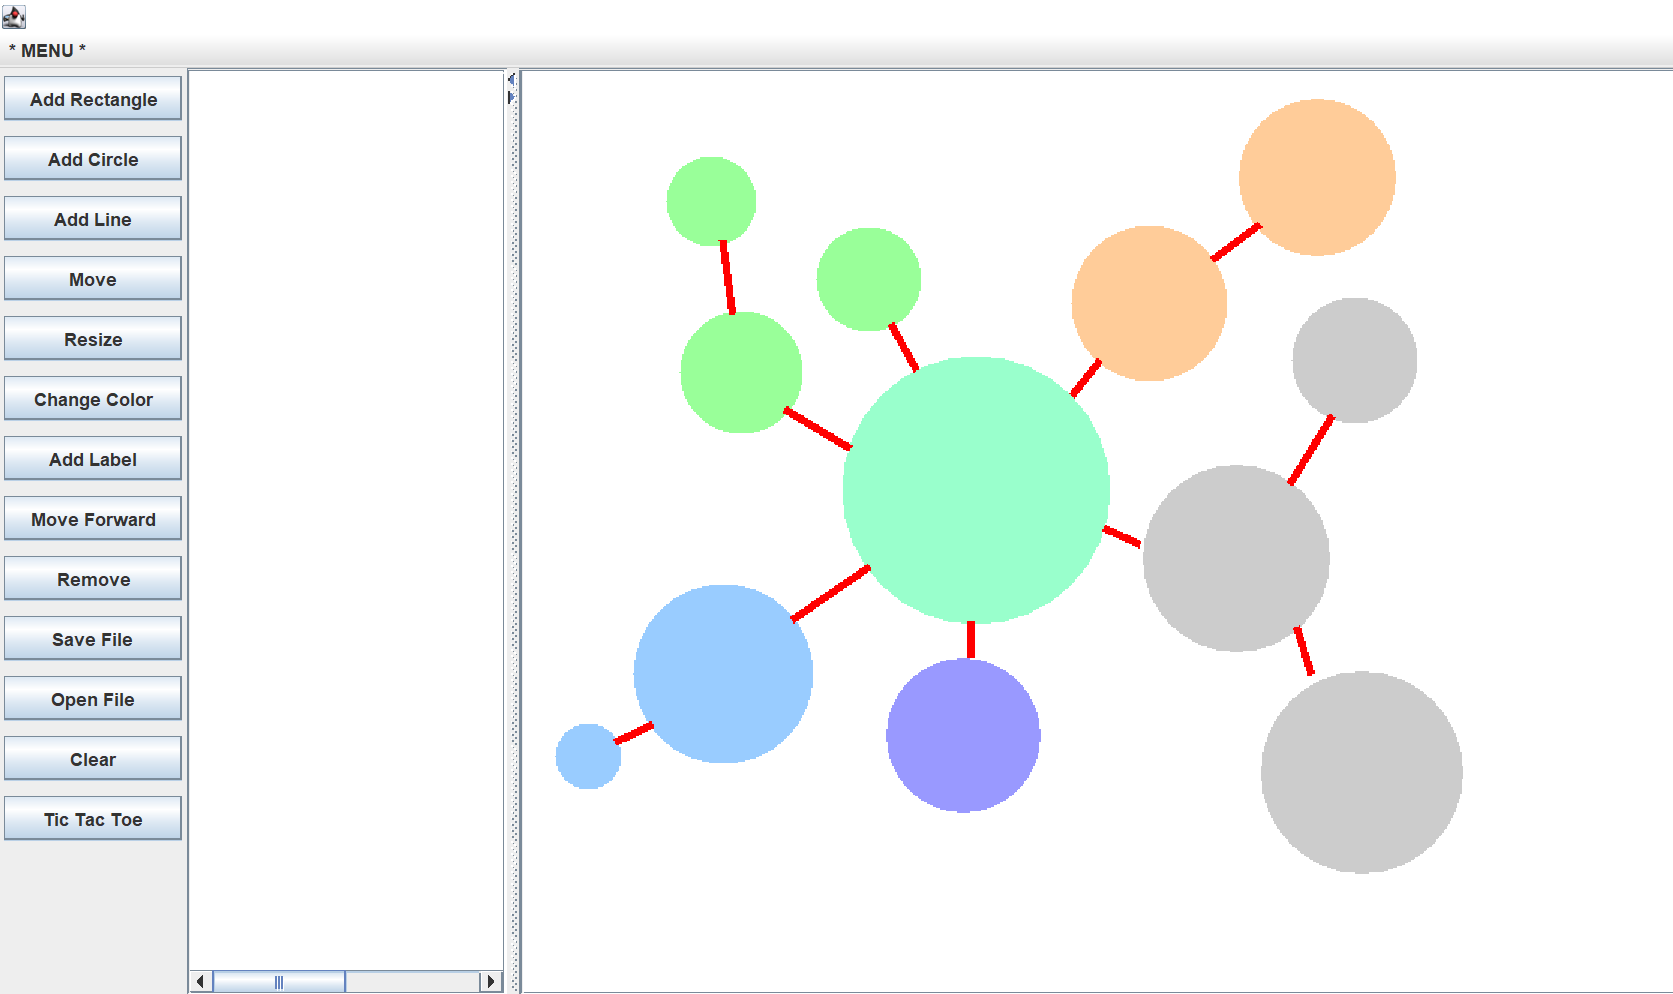 * MENU *
Add Rectangle
Add Circle
Add Line
Move
Resize
Change Color
Add Label
Move Forward
Remove
Save File
Open File
Clear
Tic Tac Toe